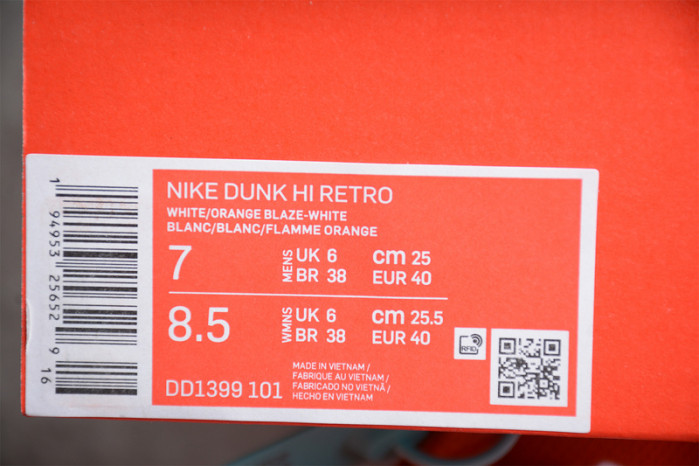 NIKE DUNK HI RETRO
WHITE/ORANGE BLAZE-WHITE
BLANC/BLANC/FLAMME ORANGE
7 MENS UK 6 cm 25
BR 38 EUR 40
8.5 WMNS UK 6 cm 25.5
BR 38 EUR 40
RFID
MADE IN VIETNAM /
FABRIQUE AU VIETNAM /
FABRICADO NO VIETNÃ /
HECHO EN VIETNAM
DD1399 101
1 94953 25652 9 16